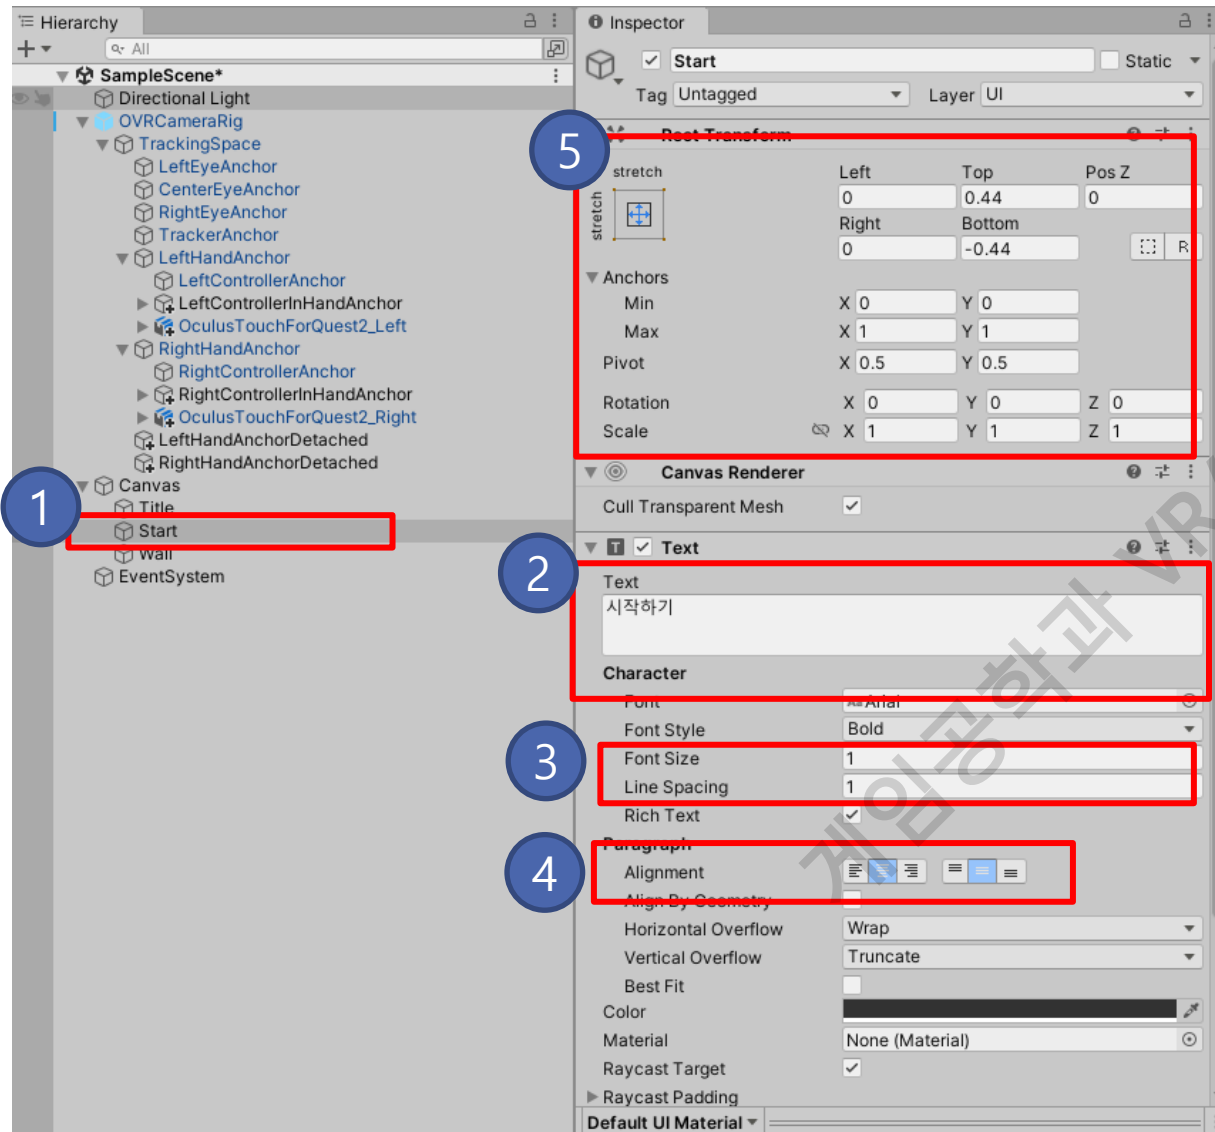 Hierarchy
All
SampleScene*
Directional Light
OVRCameraRig
TrackingSpace
LeftEyeAnchor
CenterEyeAnchor
RightEyeAnchor
TrackerAnchor
LeftHandAnchor
LeftControllerAnchor
LeftControllerInHandAnchor
OculusTouchForQuest2_Left
RightHandAnchor
RightControllerAnchor
RightControllerInHandAnchor
OculusTouchForQuest2_Right
LeftHandAnchorDetached
RightHandAnchorDetached
Canvas
1
Title
Start
Wall
EventSystem
Inspector
Start Static
Tag Untagged Layer UI
5
Rect Transform
stretch Left Top Pos Z
stretch
0 0.44 0
Right Bottom
0 -0.44 R
Anchors
Min X 0 Y 0
Max X 1 Y 1
Pivot X 0.5 Y 0.5
Rotation X 0 Y 0 Z 0
Scale X 1 Y 1 Z 1
Canvas Renderer
Cull Transparent Mesh
T Text
2
Text
시작하기
Character
Font Aa Arial
Font Style Bold
3
Font Size 1
Line Spacing 1
Rich Text
Paragraph
4
Alignment
Align By Geometry
Horizontal Overflow Wrap
Vertical Overflow Truncate
Best Fit
Color
Material None (Material)
Raycast Target
Raycast Padding
Default UI Material
게임공학과 VR